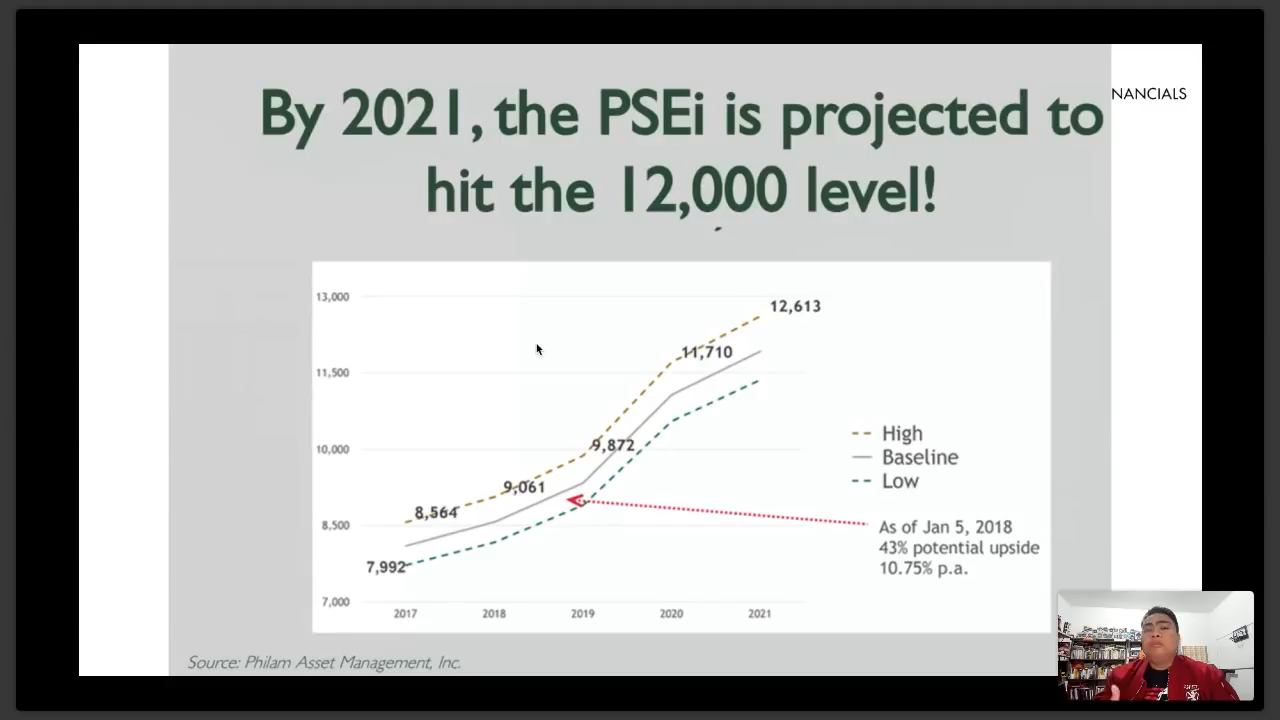 By 2021, the PSEi is projected to
hit the 12,000 level!
NANCIALS
13,000
11,500
10,000
8,500
7,000
12,613
11,710
9,872
9,061
8,564
7,992
2017
2018
2019
2020
2021
High
Baseline
Low
As of Jan 5, 2018
43% potential upside
10.75% p.a.
Source: Philam Asset Management, Inc.